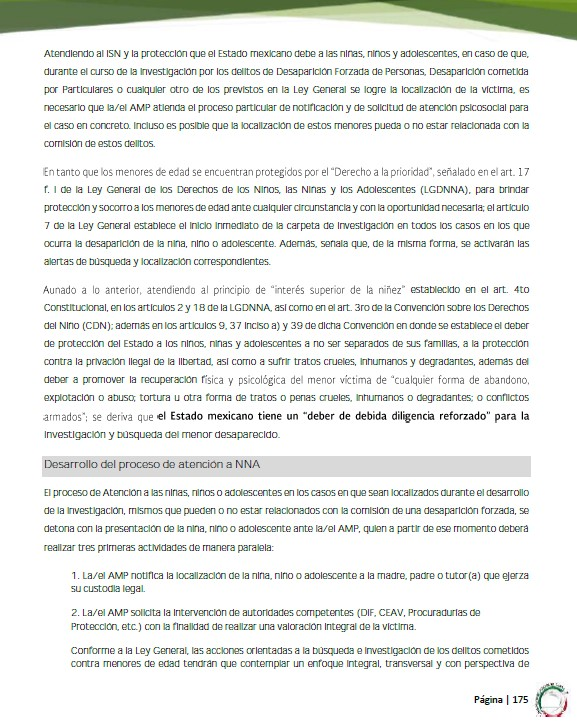 Atendiendo al ISN y la protección que el Estado mexicano debe a las niñas, niños y adolescentes, en caso de que,
durante el curso de la investigación por los delitos de Desaparición Forzada de Personas, Desaparición cometida
por Particulares o cualquier otro de los previstos en la Ley General se logre la localización de la víctima, es
necesario que la/el AMP atienda el proceso particular de notificación y de solicitud de atención psicosocial para
el caso en concreto. Incluso es posible que la localización de estos menores pueda o no estar relacionada con la
comisión de estos delitos.
En tanto que los menores de edad se encuentran protegidos por el "Derecho a la prioridad", señalado en el art. 17
f. I de la Ley General de los Derechos de los Niños, las Niñas y los Adolescentes (LGDNNA), para brindar
protección y socorro a los menores de edad ante cualquier circunstancia y con la oportunidad necesaria; el artículo
7 de la Ley General establece el inicio inmediato de la carpeta de investigación en todos los casos en los que
ocurra la desaparición de la niña, niño o adolescente. Además, señala que, de la misma forma, se activarán las
alertas de búsqueda y localización correspondientes.
Aunado a lo anterior, atendiendo al principio de "interés superior de la niñez" establecido en el art. 4to
Constitucional, en los artículos 2 y 18 de la LGDNNA, así como en el art. 3ro de la Convención sobre los Derechos
del Niño (CDN); además en los artículos 9, 37 inciso a) y 39 de dicha Convención en donde se establece el deber
de protección del Estado a los niños, niñas y adolescentes a no ser separados de sus familias, a la protección
contra la privación ilegal de la libertad, así como a sufrir tratos crueles, inhumanos y degradantes, además del
deber a promover la recuperación física y psicológica del menor víctima de "cualquier forma de abandono,
explotación o abuso; tortura u otra forma de tratos o penas crueles, inhumanos o degradantes; o conflictos
armados"; se deriva que el Estado mexicano tiene un "deber de debida diligencia reforzado" para la
investigación y búsqueda del menor desaparecido.
Desarrollo del proceso de atención a NNA
El proceso de Atención a las niñas, niños o adolescentes en los casos en que sean localizados durante el desarrollo
de la investigación, mismos que pueden o no estar relacionados con la comisión de una desaparición forzada, se
detona con la presentación de la niña, niño o adolescente ante la/el AMP, quien a partir de ese momento deberá
realizar tres primeras actividades de manera paralela:
1. La/el AMP notifica la localización de la niña, niño o adolescente a la madre, padre o tutor(a) que ejerza
su custodia legal.
2. La/el AMP solicita la intervención de autoridades competentes (DIF, CEAV, Procuradurías de
Protección, etc.) con la finalidad de realizar una valoración integral de la víctima.
Conforme a la Ley General, las acciones orientadas a la búsqueda e investigación de los delitos cometidos
contra menores de edad tendrán que contemplar un enfoque integral, transversal y con perspectiva de
Página | 175